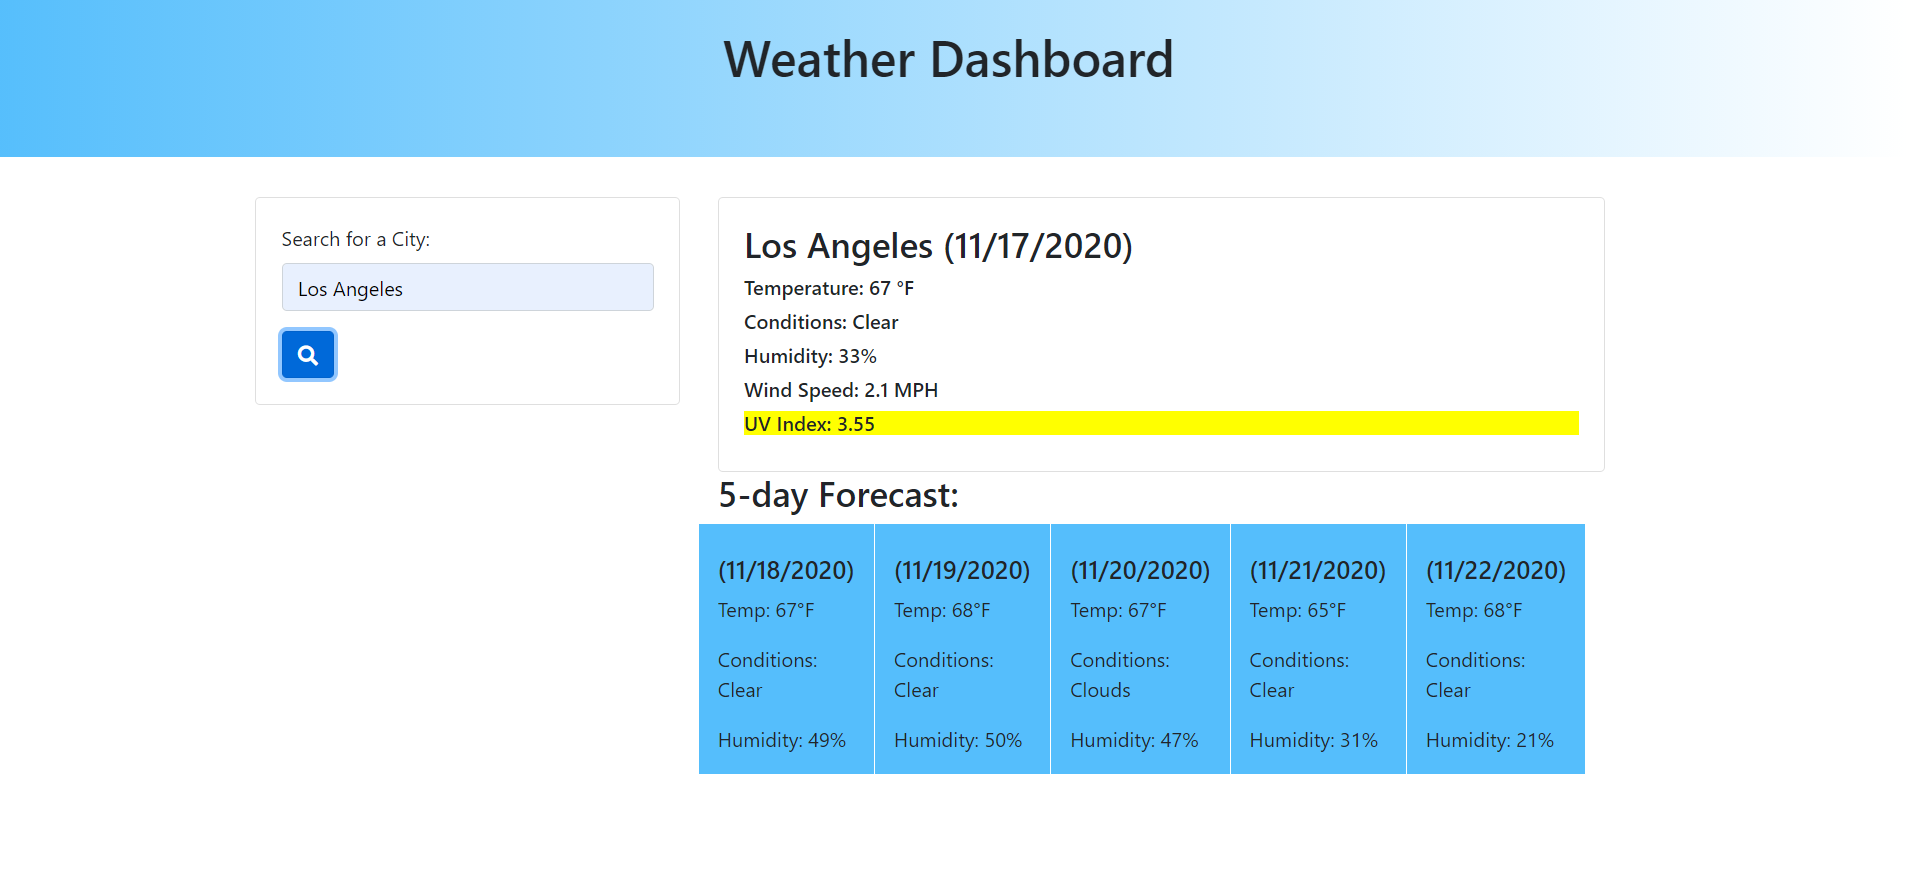 Weather Dashboard
Search for a City:
Los Angeles
Los Angeles (11/17/2020)
Temperature: 67 °F
Conditions: Clear
Humidity: 33%
Wind Speed: 2.1 MPH
UV Index: 3.55
5-day Forecast:
(11/18/2020)
Temp: 67°F
Conditions:
Clear
Humidity: 49%
(11/19/2020)
Temp: 68°F
Conditions:
Clear
Humidity: 50%
(11/20/2020)
Temp: 67°F
Conditions:
Clouds
Humidity: 47%
(11/21/2020)
Temp: 65°F
Conditions:
Clear
Humidity: 31%
(11/22/2020)
Temp: 68°F
Conditions:
Clear
Humidity: 21%